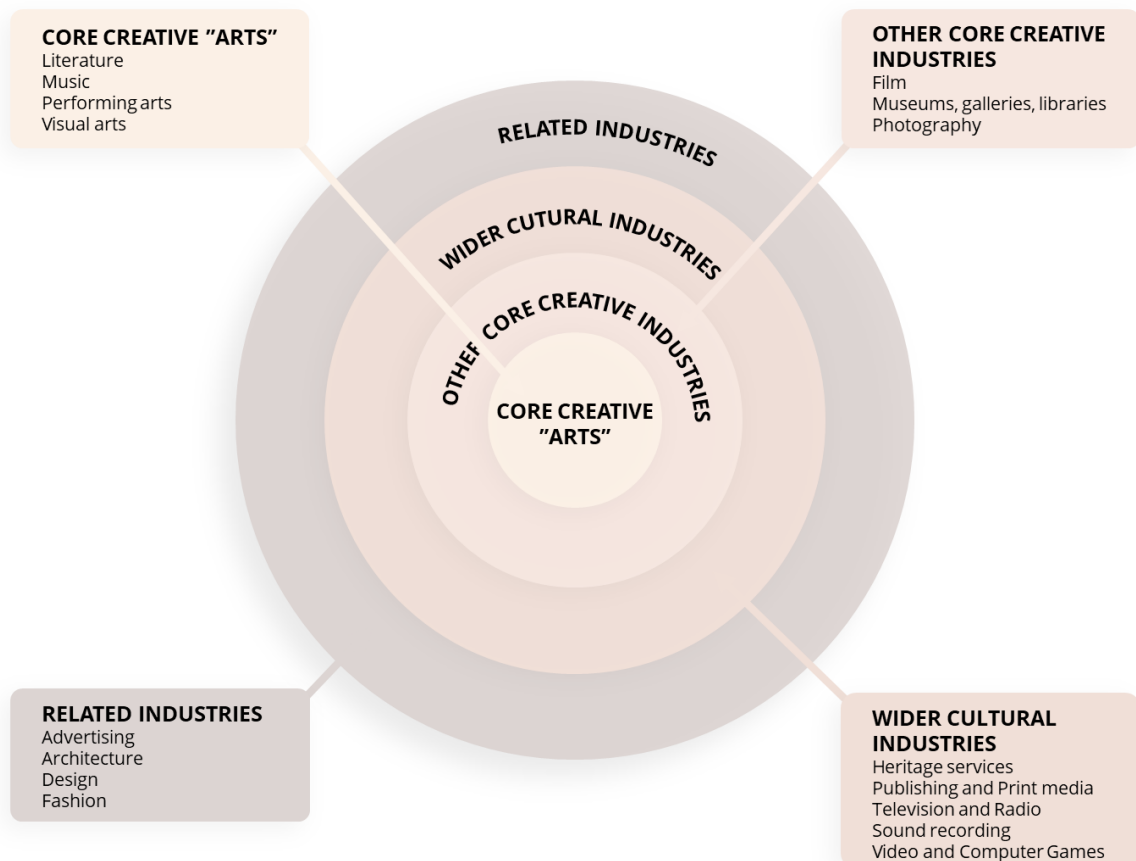 CORE CREATIVE ”ARTS”
Literature
Music
Performing arts
Visual arts
OTHER CORE CREATIVE
INDUSTRIES
Film
Museums, galleries, libraries
Photography
RELATED INDUSTRIES
WIDER CUTURAL INDUSTRIES
OTHER CORE CREATIVE INDUSTRIES
CORE CREATIVE
”ARTS”
RELATED INDUSTRIES
Advertising
Architecture
Design
Fashion
WIDER CULTURAL
INDUSTRIES
Heritage services
Publishing and Print media
Television and Radio
Sound recording
Video and Computer Games